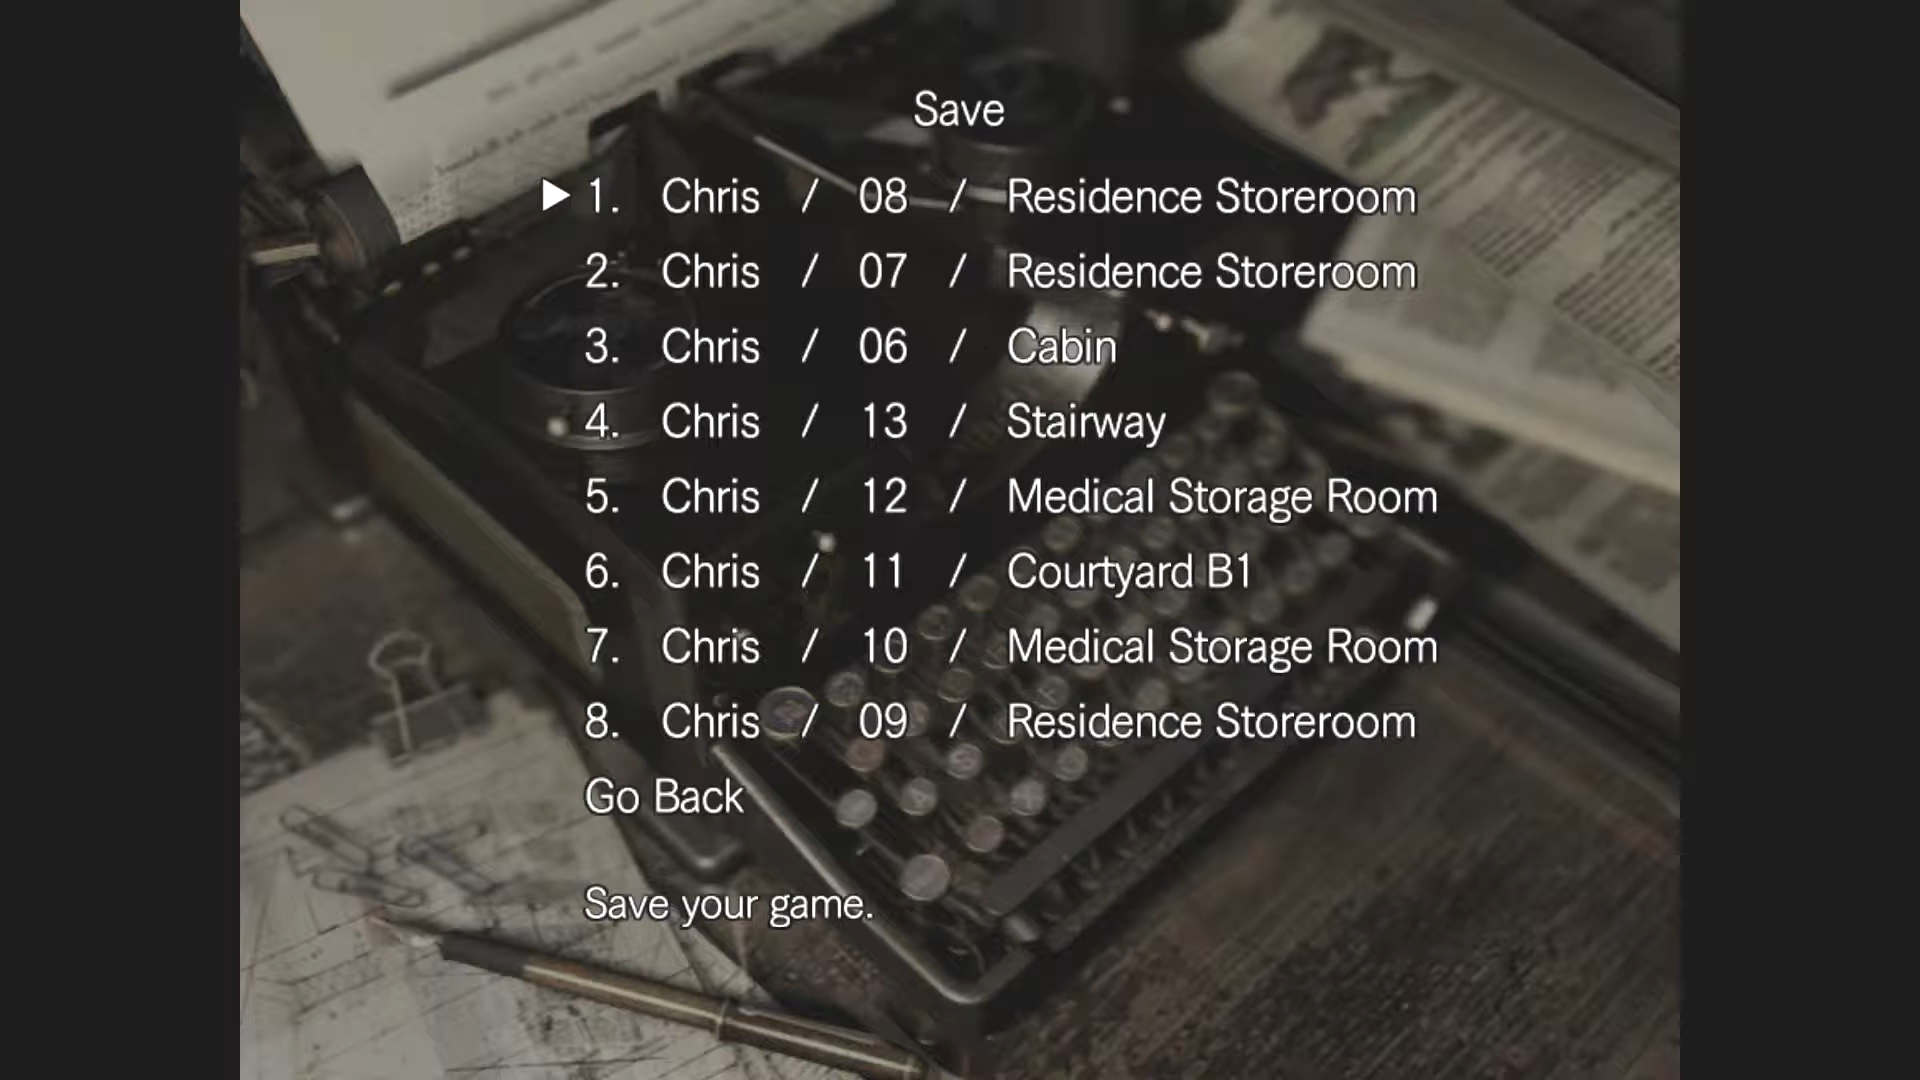 Save
1. Chris / 08 / Residence Storeroom
2. Chris / 07 / Residence Storeroom
3. Chris / 06 / Cabin
4. Chris / 13 / Stairway
5. Chris / 12 / Medical Storage Room
6. Chris / 11 / Courtyard B1
7. Chris / 10 / Medical Storage Room
8. Chris / 09 / Residence Storeroom
Go Back
Save your game.